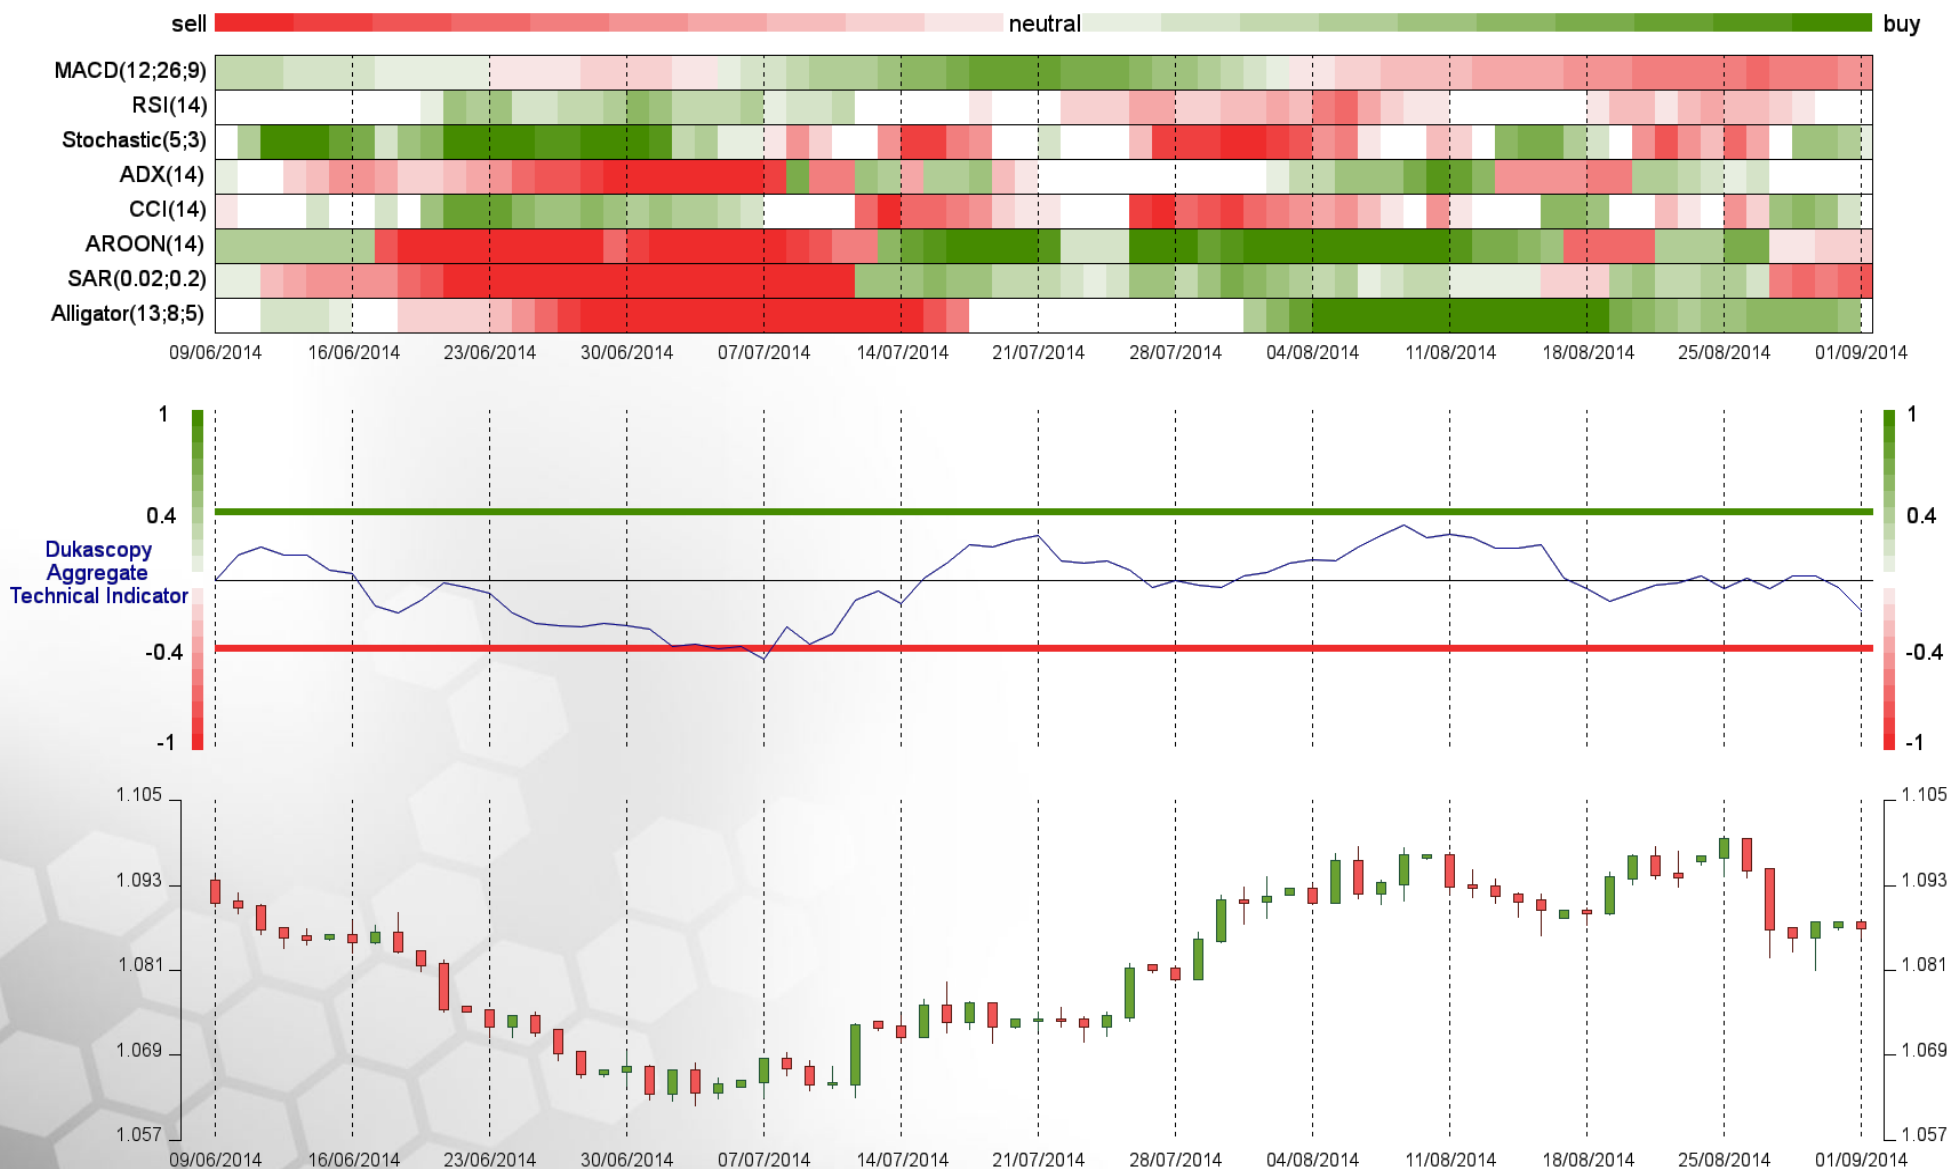 sell neutral buy
MACD(12;26;9)
RSI(14)
Stochastic(5;3)
ADX(14)
CCI(14)
AROON(14)
SAR(0.02;0.2)
Alligator(13;8;5)
09/06/2014 16/06/2014 23/06/2014 30/06/2014 07/07/2014 14/07/2014 21/07/2014 28/07/2014 04/08/2014 11/08/2014 18/08/2014 25/08/2014 01/09/2014
1 1
0.4 0.4
Dukascopy
Aggregate
Technical Indicator
-0.4 -0.4
-1 -1
1.105 1.105
1.093 1.093
1.081 1.081
1.069 1.069
1.057 1.057
09/06/2014 16/06/2014 23/06/2014 30/06/2014 07/07/2014 14/07/2014 21/07/2014 28/07/2014 04/08/2014 11/08/2014 18/08/2014 25/08/2014 01/09/2014